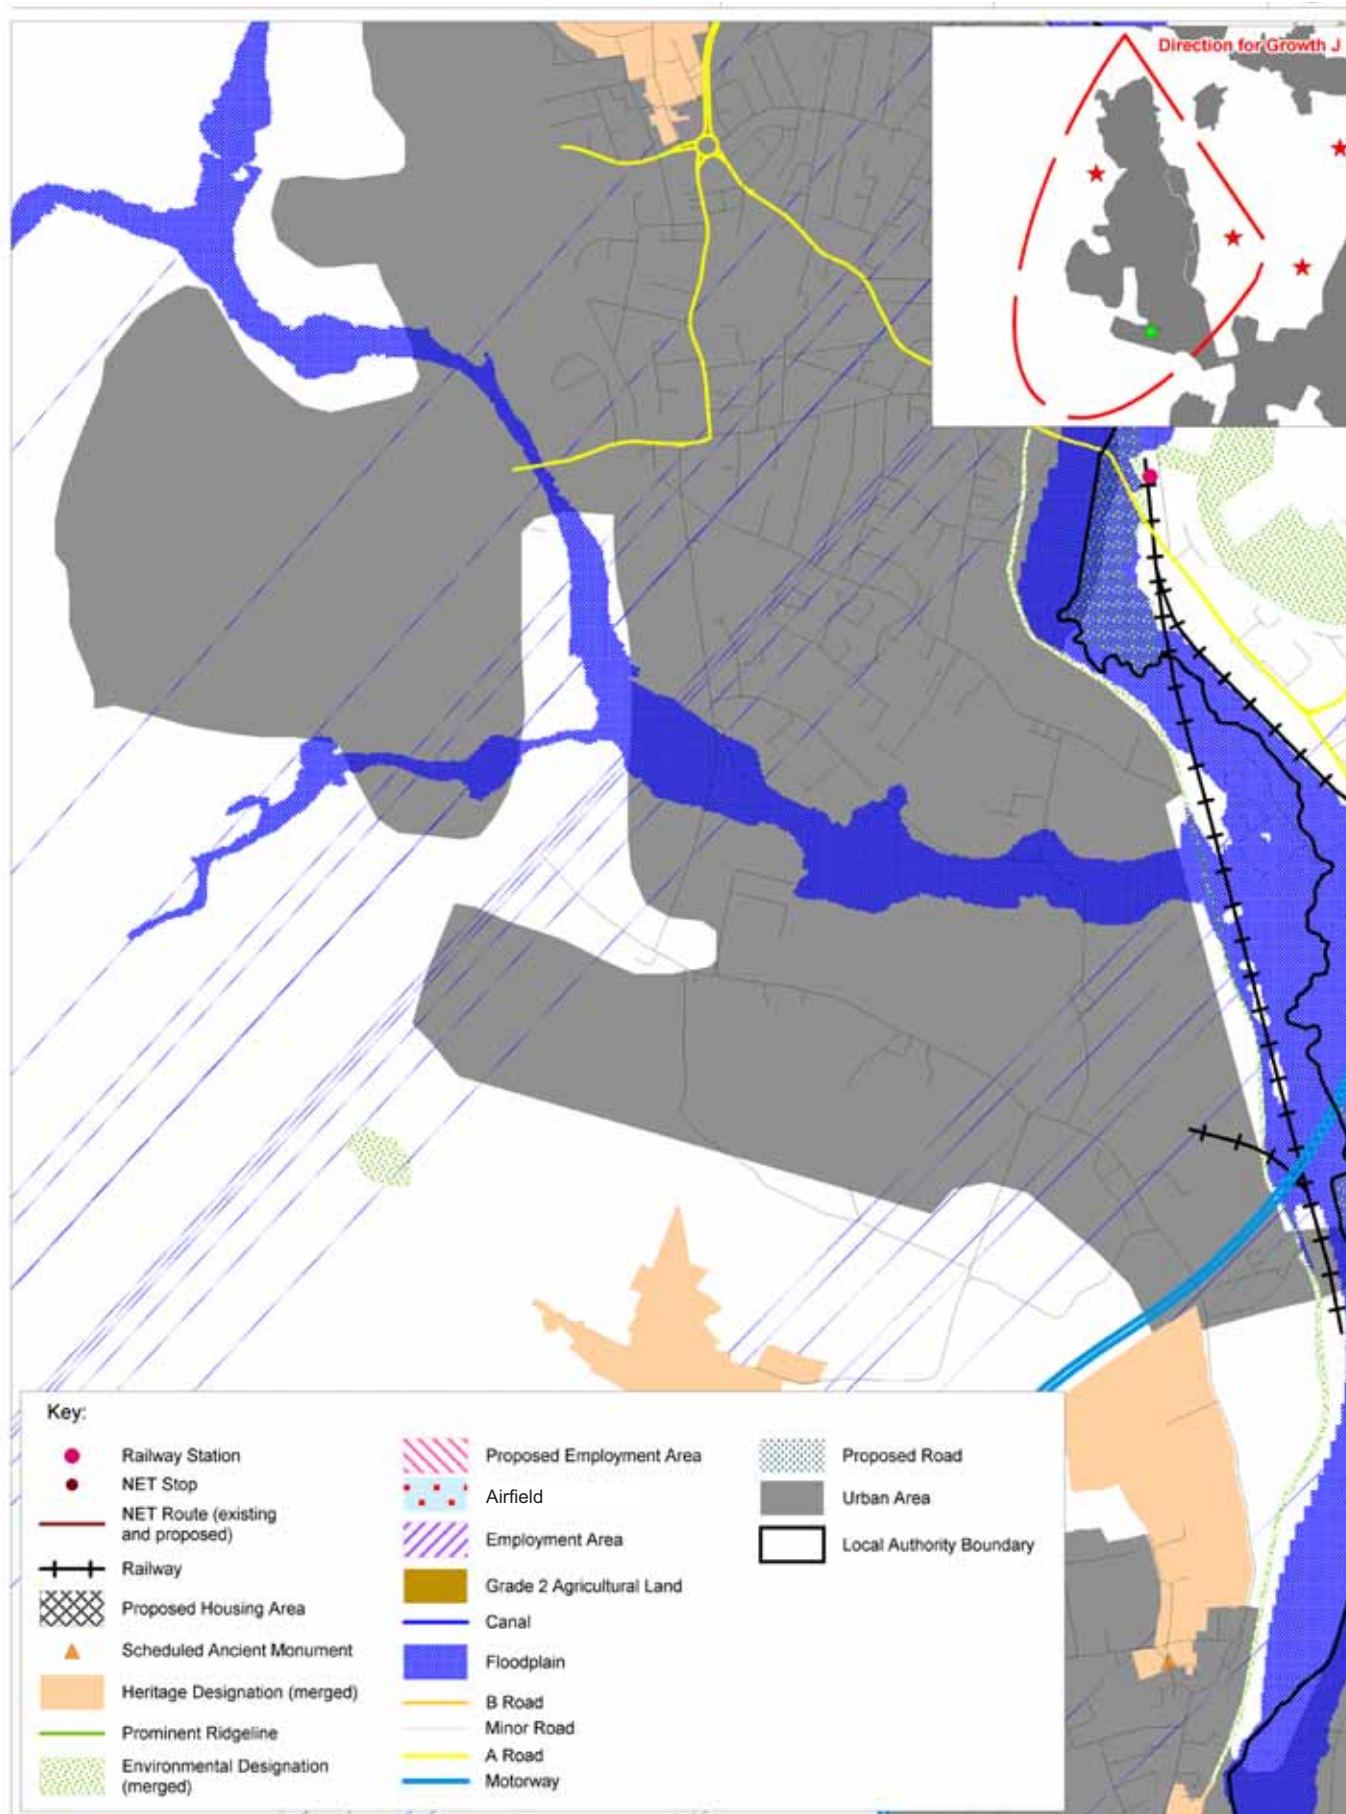 Direction for Growth J
Key:
Railway Station
NET Stop
NET Route (existing
and proposed)
Railway
Proposed Housing Area
Scheduled Ancient Monument
Heritage Designation (merged)
Prominent Ridgeline
Environmental Designation
(merged)
Proposed Employment Area
Airfield
Employment Area
Grade 2 Agricultural Land
Canal
Floodplain
B Road
Minor Road
A Road
Motorway
Proposed Road
Urban Area
Local Authority Boundary